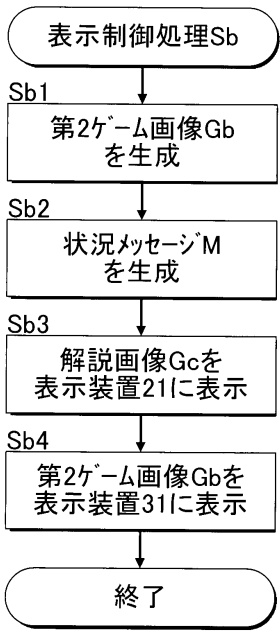 表示制御処理Sb
Sb1
第2ｹﾞｰﾑ画像Gb
を生成
Sb2
状況ﾒｯｾｰｼﾞM
を生成
Sb3
解説画像Gcを
表示装置21に表示
Sb4
第2ｹﾞｰﾑ画像Gbを
表示装置31に表示
終了